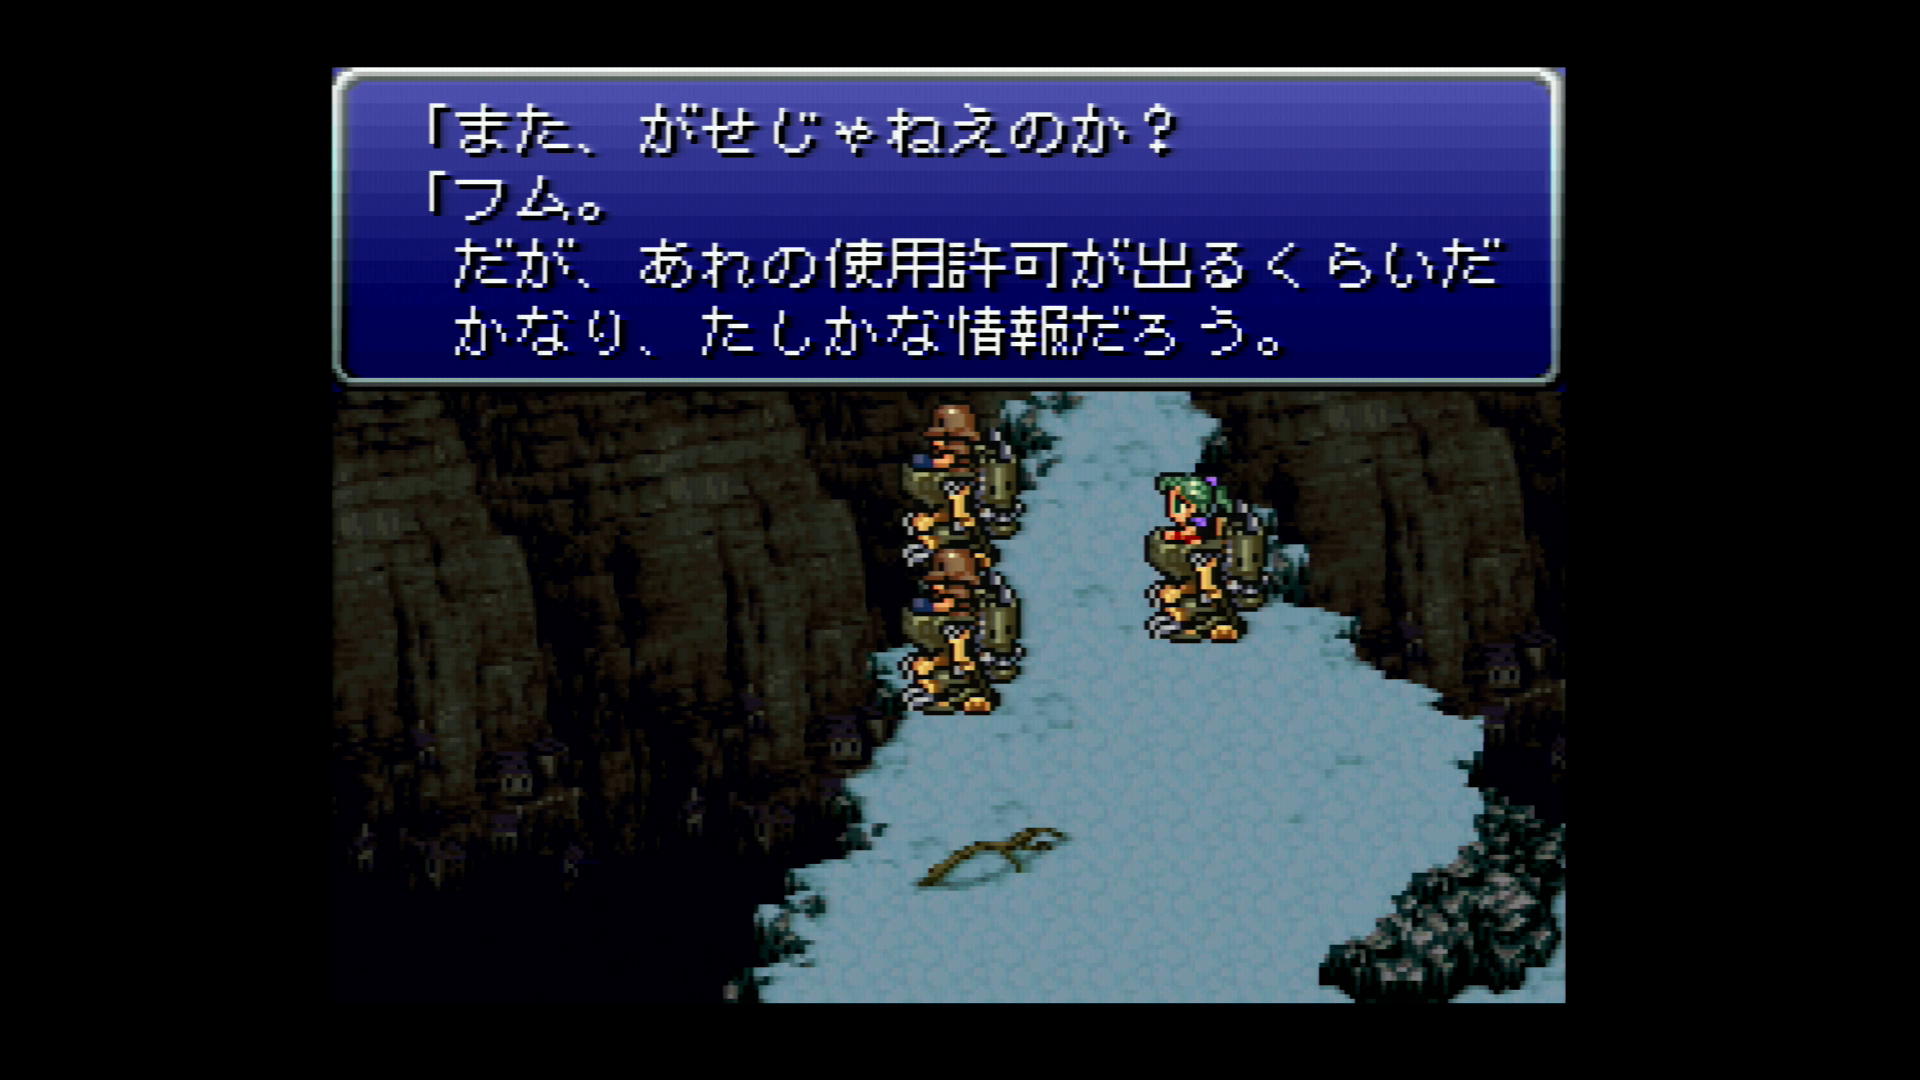 「また、がせじゃねえのか？
「フム。
だが、あれの使用許可が出るくらいだ
かなり、たしかな情報だろう。